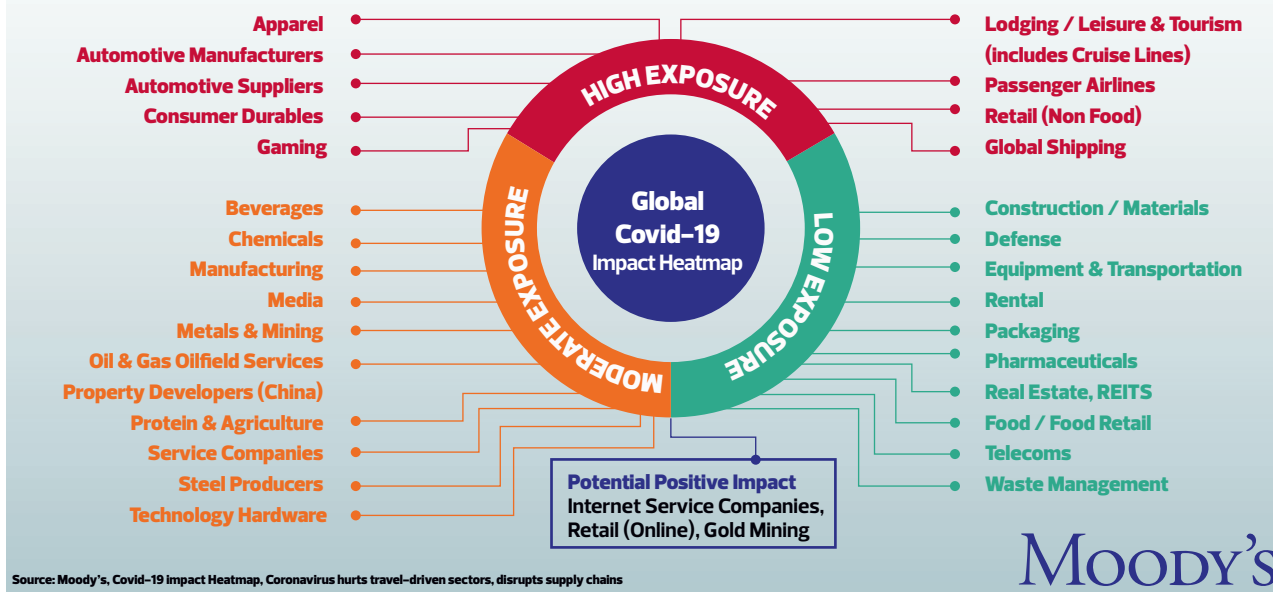 Apparel
Automotive Manufacturers
Automotive Suppliers
Consumer Durables
Gaming
Lodging / Leisure & Tourism
(includes Cruise Lines)
Passenger Airlines
Retail (Non Food)
Global Shipping
HIGH EXPOSURE
Global
Covid-19
Impact Heatmap
MODERATE EXPOSURE
LOW EXPOSURE
Beverages
Chemicals
Manufacturing
Media
Metals & Mining
Oil & Gas Oilfield Services
Property Developers (China)
Protein & Agriculture
Service Companies
Steel Producers
Technology Hardware
Construction / Materials
Defense
Equipment & Transportation
Rental
Packaging
Pharmaceuticals
Real Estate, REITS
Food / Food Retail
Telecoms
Waste Management
Potential Positive Impact
Internet Service Companies,
Retail (Online), Gold Mining
Source: Moody's, Covid-19 impact Heatmap, Coronavirus hurts travel-driven sectors, disrupts supply chains
MOODY'S